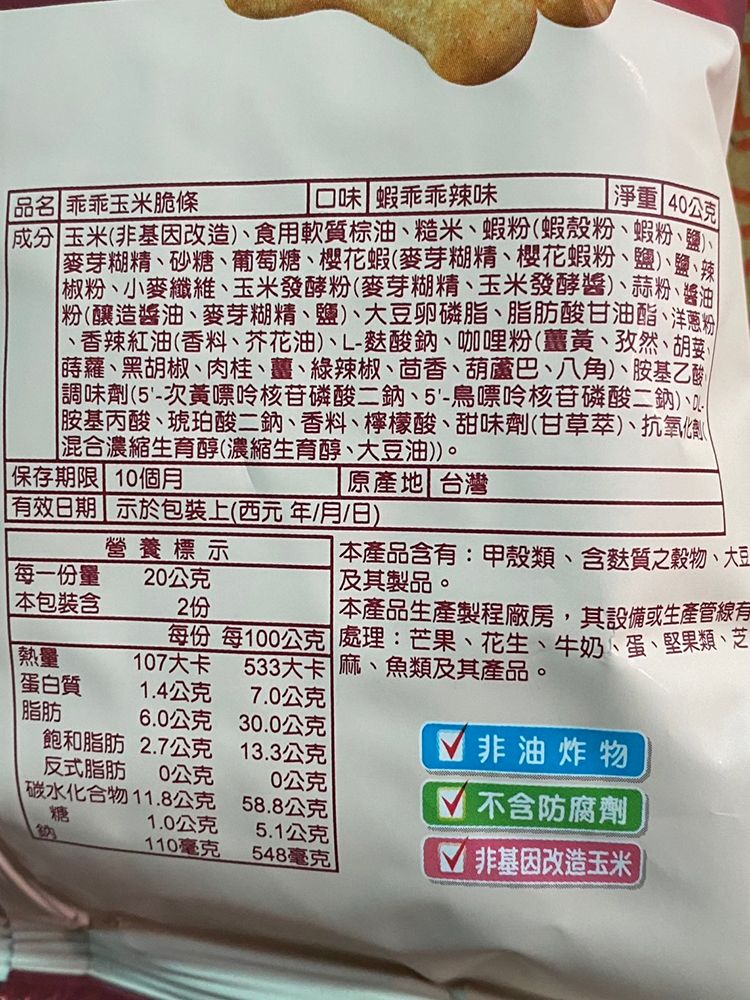 品名 乖乖玉米脆條 口味 蝦乖乖辣味 淨重 40公克
成分 玉米(非基因改造)、食用軟質棕油、糙米、蝦粉(蝦殼粉、蝦粉、鹽)、
麥芽糊精、砂糖、葡萄糖、櫻花蝦(麥芽糊精、櫻花蝦粉、鹽)、鹽、辣
椒粉、小麥纖維、玉米發酵粉(麥芽糊精、玉米發酵醬)、蒜粉、醬油
粉(釀造醬油、麥芽糊精、鹽)、大豆卵磷脂、脂肪酸甘油酯、洋蔥粉
、香辣紅油(香料、芥花油)、L-麩酸鈉、咖哩粉(薑黃、孜然、胡荽、
蒔蘿、黑胡椒、肉桂、薑、綠辣椒、茴香、葫蘆巴、八角)、胺基乙酸、
調味劑(5'-次黃嘌呤核苷磷酸二鈉、5'-鳥嘌呤核苷磷酸二鈉)、DL-
胺基丙酸、琥珀酸二鈉、香料、檸檬酸、甜味劑(甘草萃)、抗氧化劑(
混合濃縮生育醇(濃縮生育醇、大豆油))。
保存期限 10個月 原產地 台灣
有效日期 示於包裝上(西元 年/月/日)
營養標示
每一份量 20公克
本包裝含 2份
每份 每100公克
熱量 107大卡 533大卡
蛋白質 1.4公克 7.0公克
脂肪 6.0公克 30.0公克
飽和脂肪 2.7公克 13.3公克
反式脂肪 0公克 0公克
碳水化合物 11.8公克 58.8公克
糖 1.0公克 5.1公克
鈉 110毫克 548毫克
本產品含有：甲殼類、含麩質之穀物、大豆
及其製品。
本產品生產製程廠房，其設備或生產管線有
處理：芒果、花生、牛奶、蛋、堅果類、芝
麻、魚類及其產品。
非油炸物
不含防腐劑
非基因改造玉米